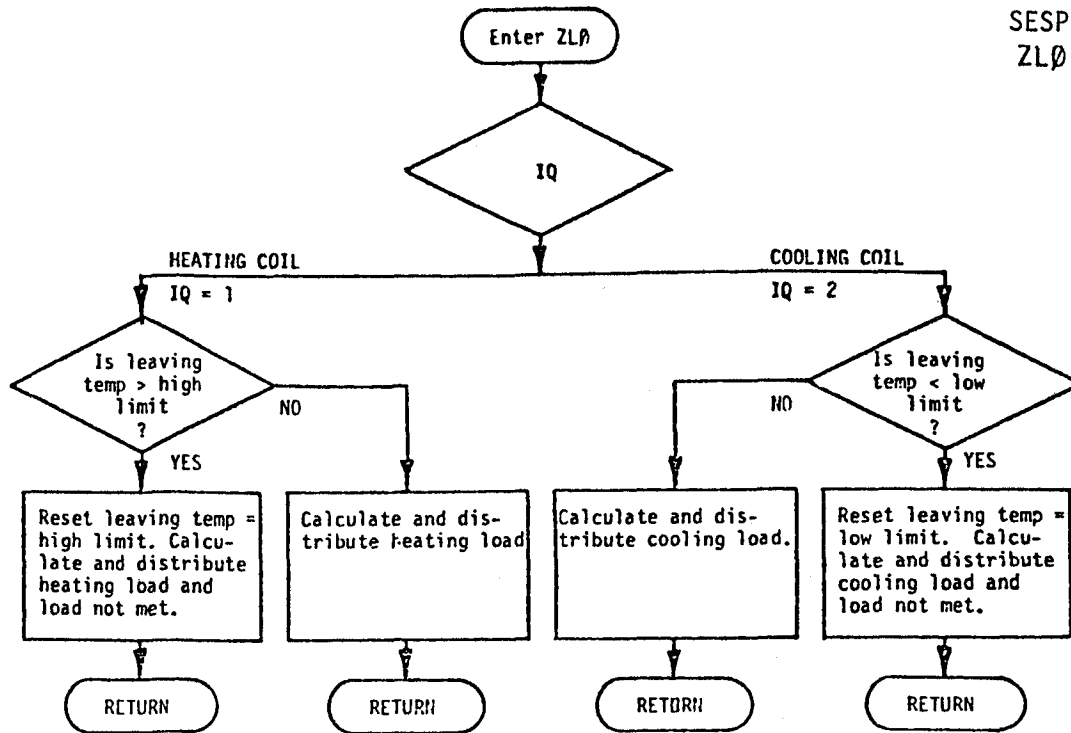 SESP
ZLØ
Enter ZLØ
IQ
HEATING COIL
IQ = 1
COOLING COIL
IQ = 2
Is leaving
temp > high
limit
?
NO
YES
Is leaving
temp < low
limit
?
NO
YES
Reset leaving temp =
high limit. Calcu-
late and distribute
heating load and
load not met.
Calculate and dis-
tribute heating load
Calculate and dis-
tribute cooling load.
Reset leaving temp =
low limit. Calcu-
late and distribute
cooling load and
load not met.
RETURN
RETURN
RETURN
RETURN